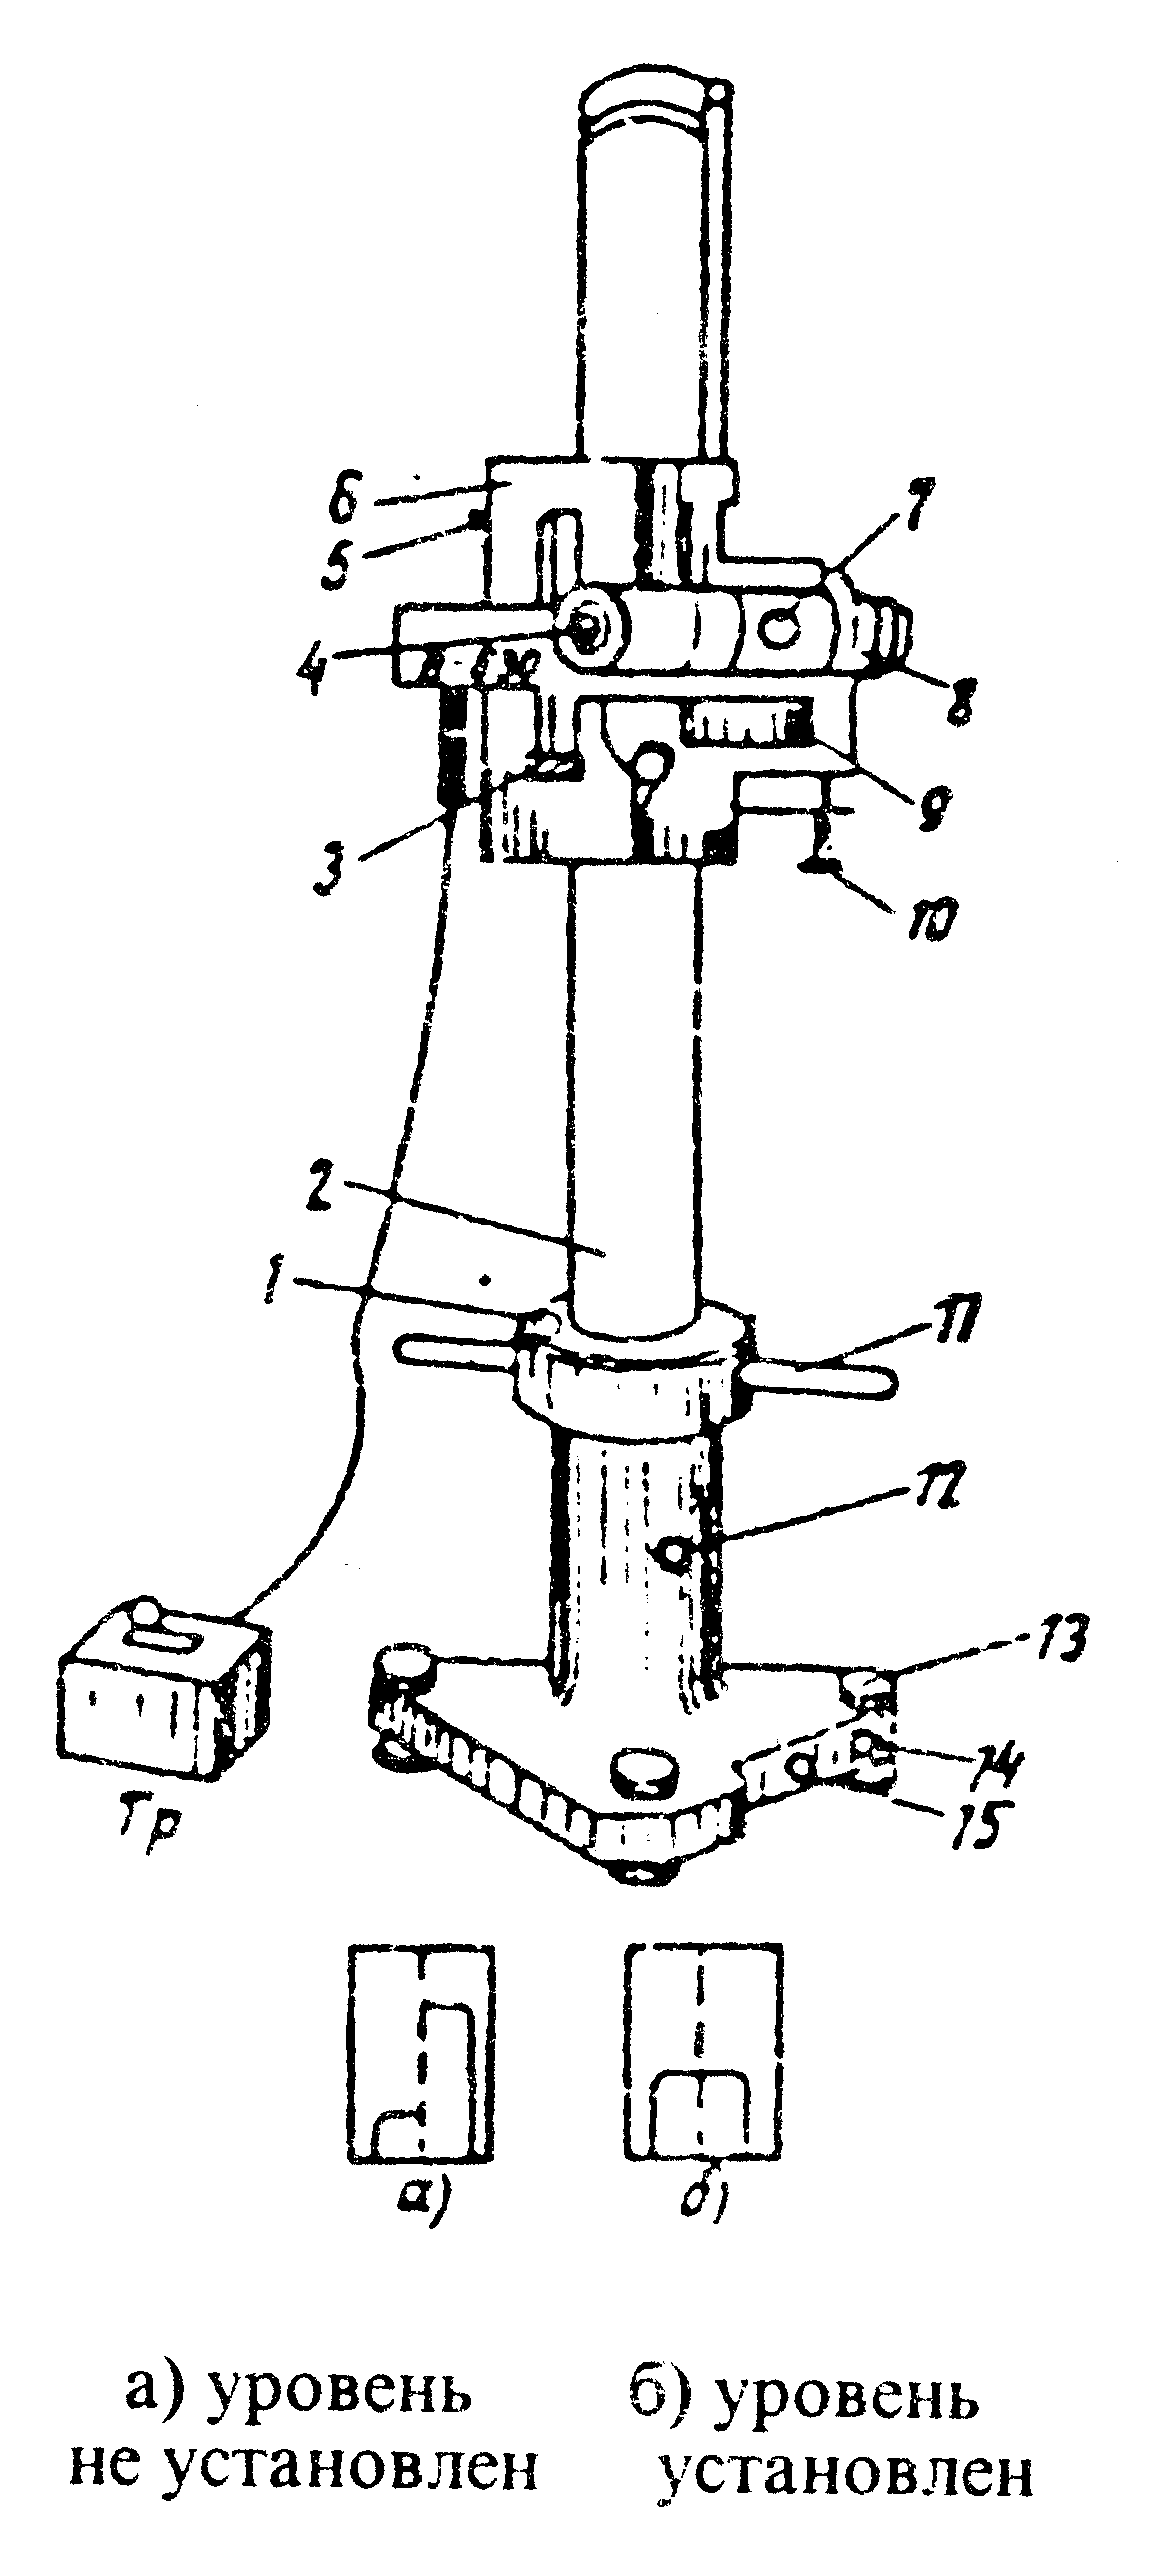 6
5
7
4
8
9
3
10
2
1
11
12
13
14
15
Тр
а)
б)
а) уровень
не установлен
б) уровень
установлен